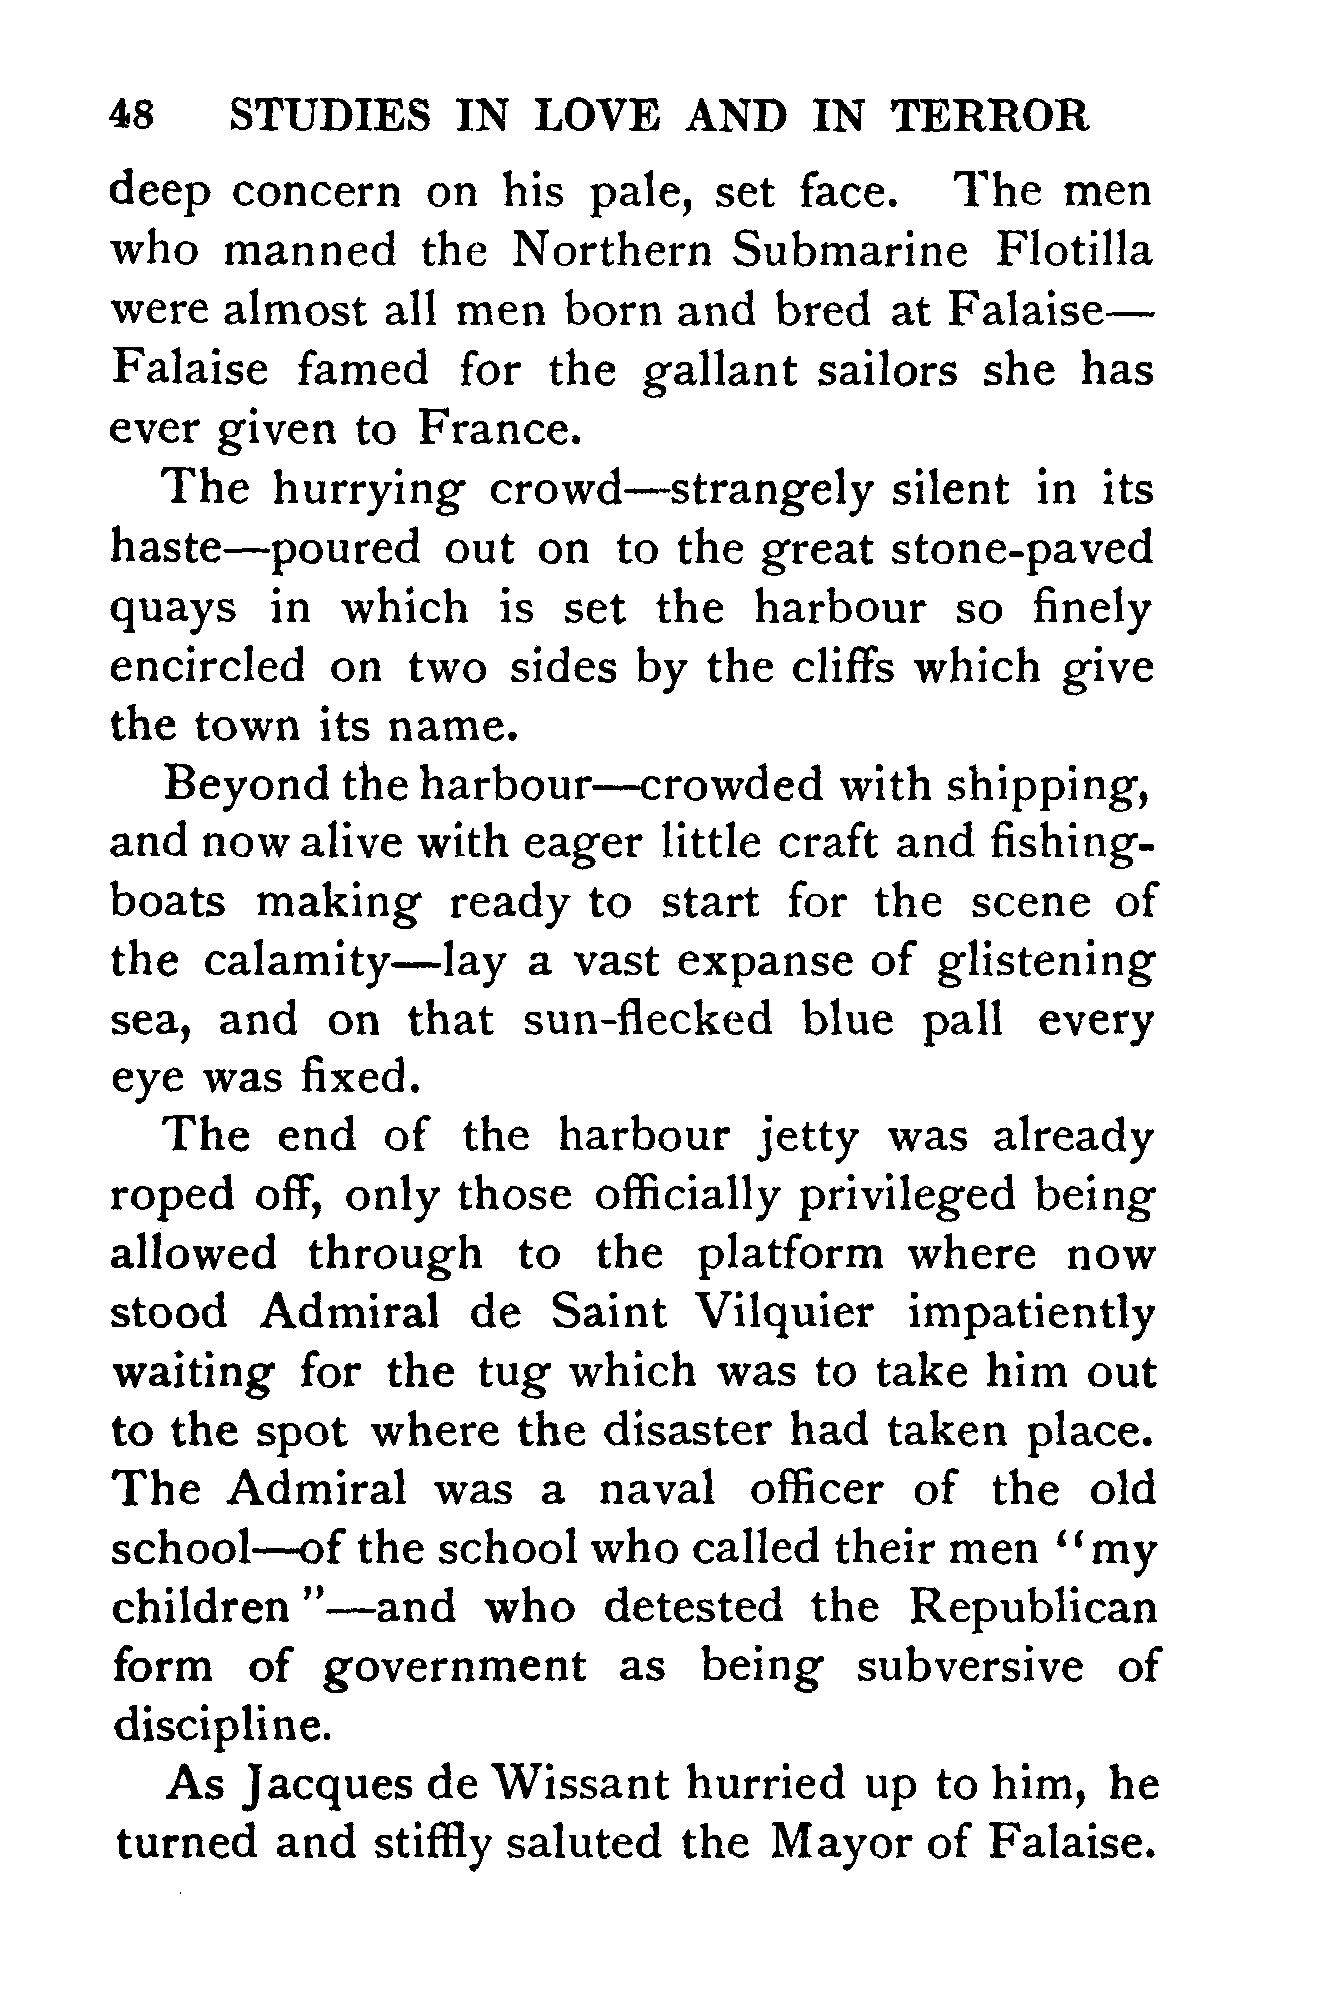 48 STUDIES IN LOVE AND IN TERROR
deep concern on his pale, set face. The men
who manned the Northern Submarine Flotilla
were almost all men born and bred at Falaise—
Falaise famed for the gallant sailors she has
ever given to France.
The hurrying crowd—strangely silent in its
haste—poured out on to the great stone-paved
quays in which is set the harbour so finely
encircled on two sides by the cliffs which give
the town its name.
Beyond the harbour—crowded with shipping,
and now alive with eager little craft and fishing-
boats making ready to start for the scene of
the calamity—lay a vast expanse of glistening
sea, and on that sun-flecked blue pall every
eye was fixed.
The end of the harbour jetty was already
roped off, only those officially privileged being
allowed through to the platform where now
stood Admiral de Saint Vilquier impatiently
waiting for the tug which was to take him out
to the spot where the disaster had taken place.
The Admiral was a naval officer of the old
school—of the school who called their men “my
children ”—and who detested the Republican
form of government as being subversive of
discipline.
As Jacques de Wissant hurried up to him, he
turned and stiffly saluted the Mayor of Falaise.